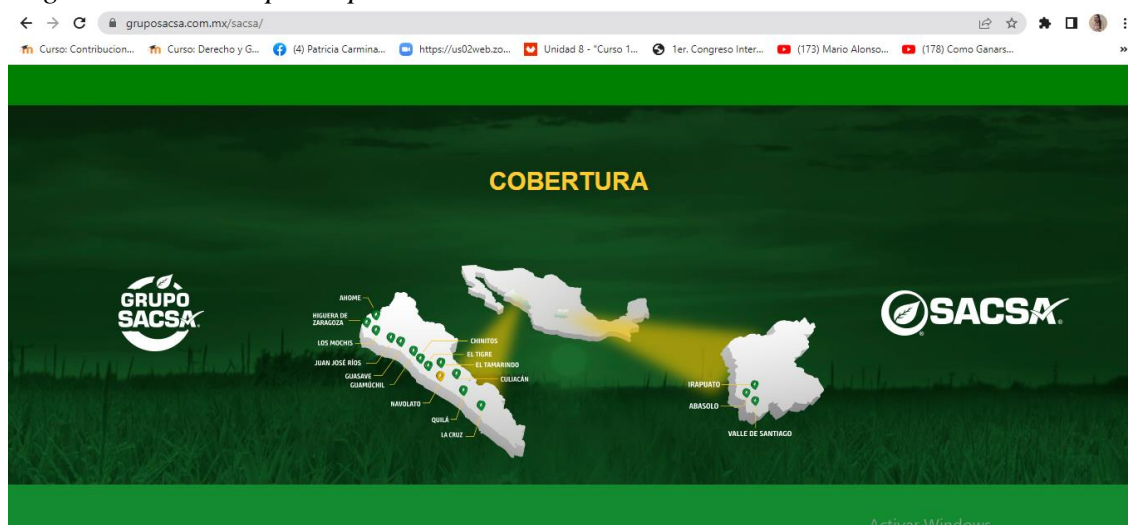 gruposacsa.com.mx/sacsa/
Curso: Contribucion... Curso: Derecho y G... (4) Patricia Carmina... https://us02web.zo... Unidad 8 - "Curso 1... 1er. Congreso Inter... (173) Mario Alonso... (178) Como Ganars... »
COBERTURA
GRUPO
SACSA
AHOME
HIGUERA DE
ZARAGOZA
LOS MOCHIS
JUAN JOSÉ RÍOS
GUASAVE
GUAMÚCHIL
NAVOLATO
QUILÁ
LA CRUZ
CHINITOS
EL TIGRE
EL TAMARINDO
CULIACÁN
IRAPUATO
ABASOLO
VALLE DE SANTIAGO
SACSA
Activar Windows